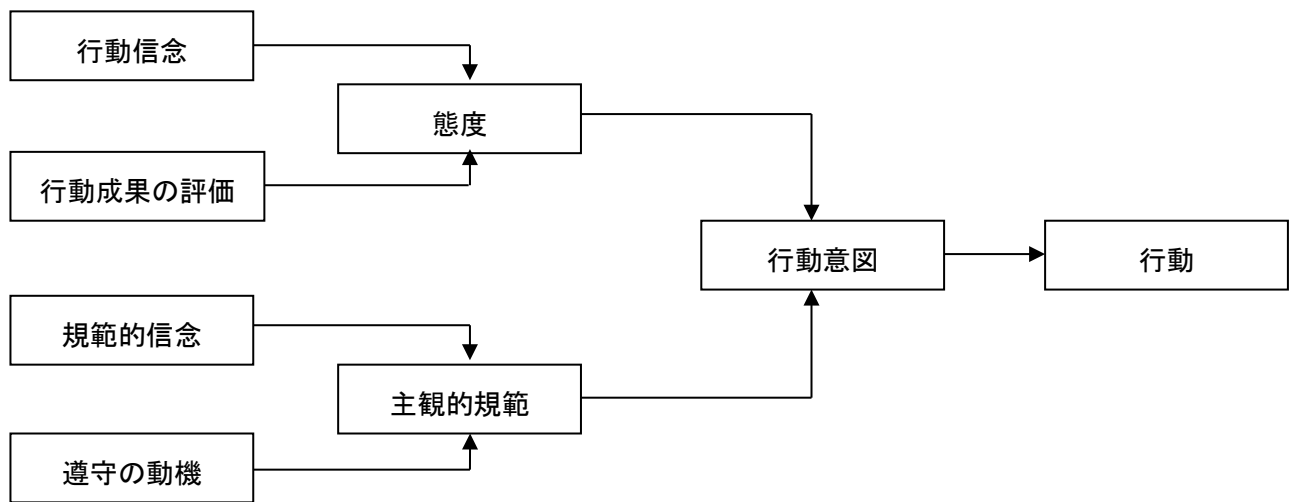 行動信念
態度
行動成果の評価
行動意図
行動
規範的信念
主観的規範
遵守の動機